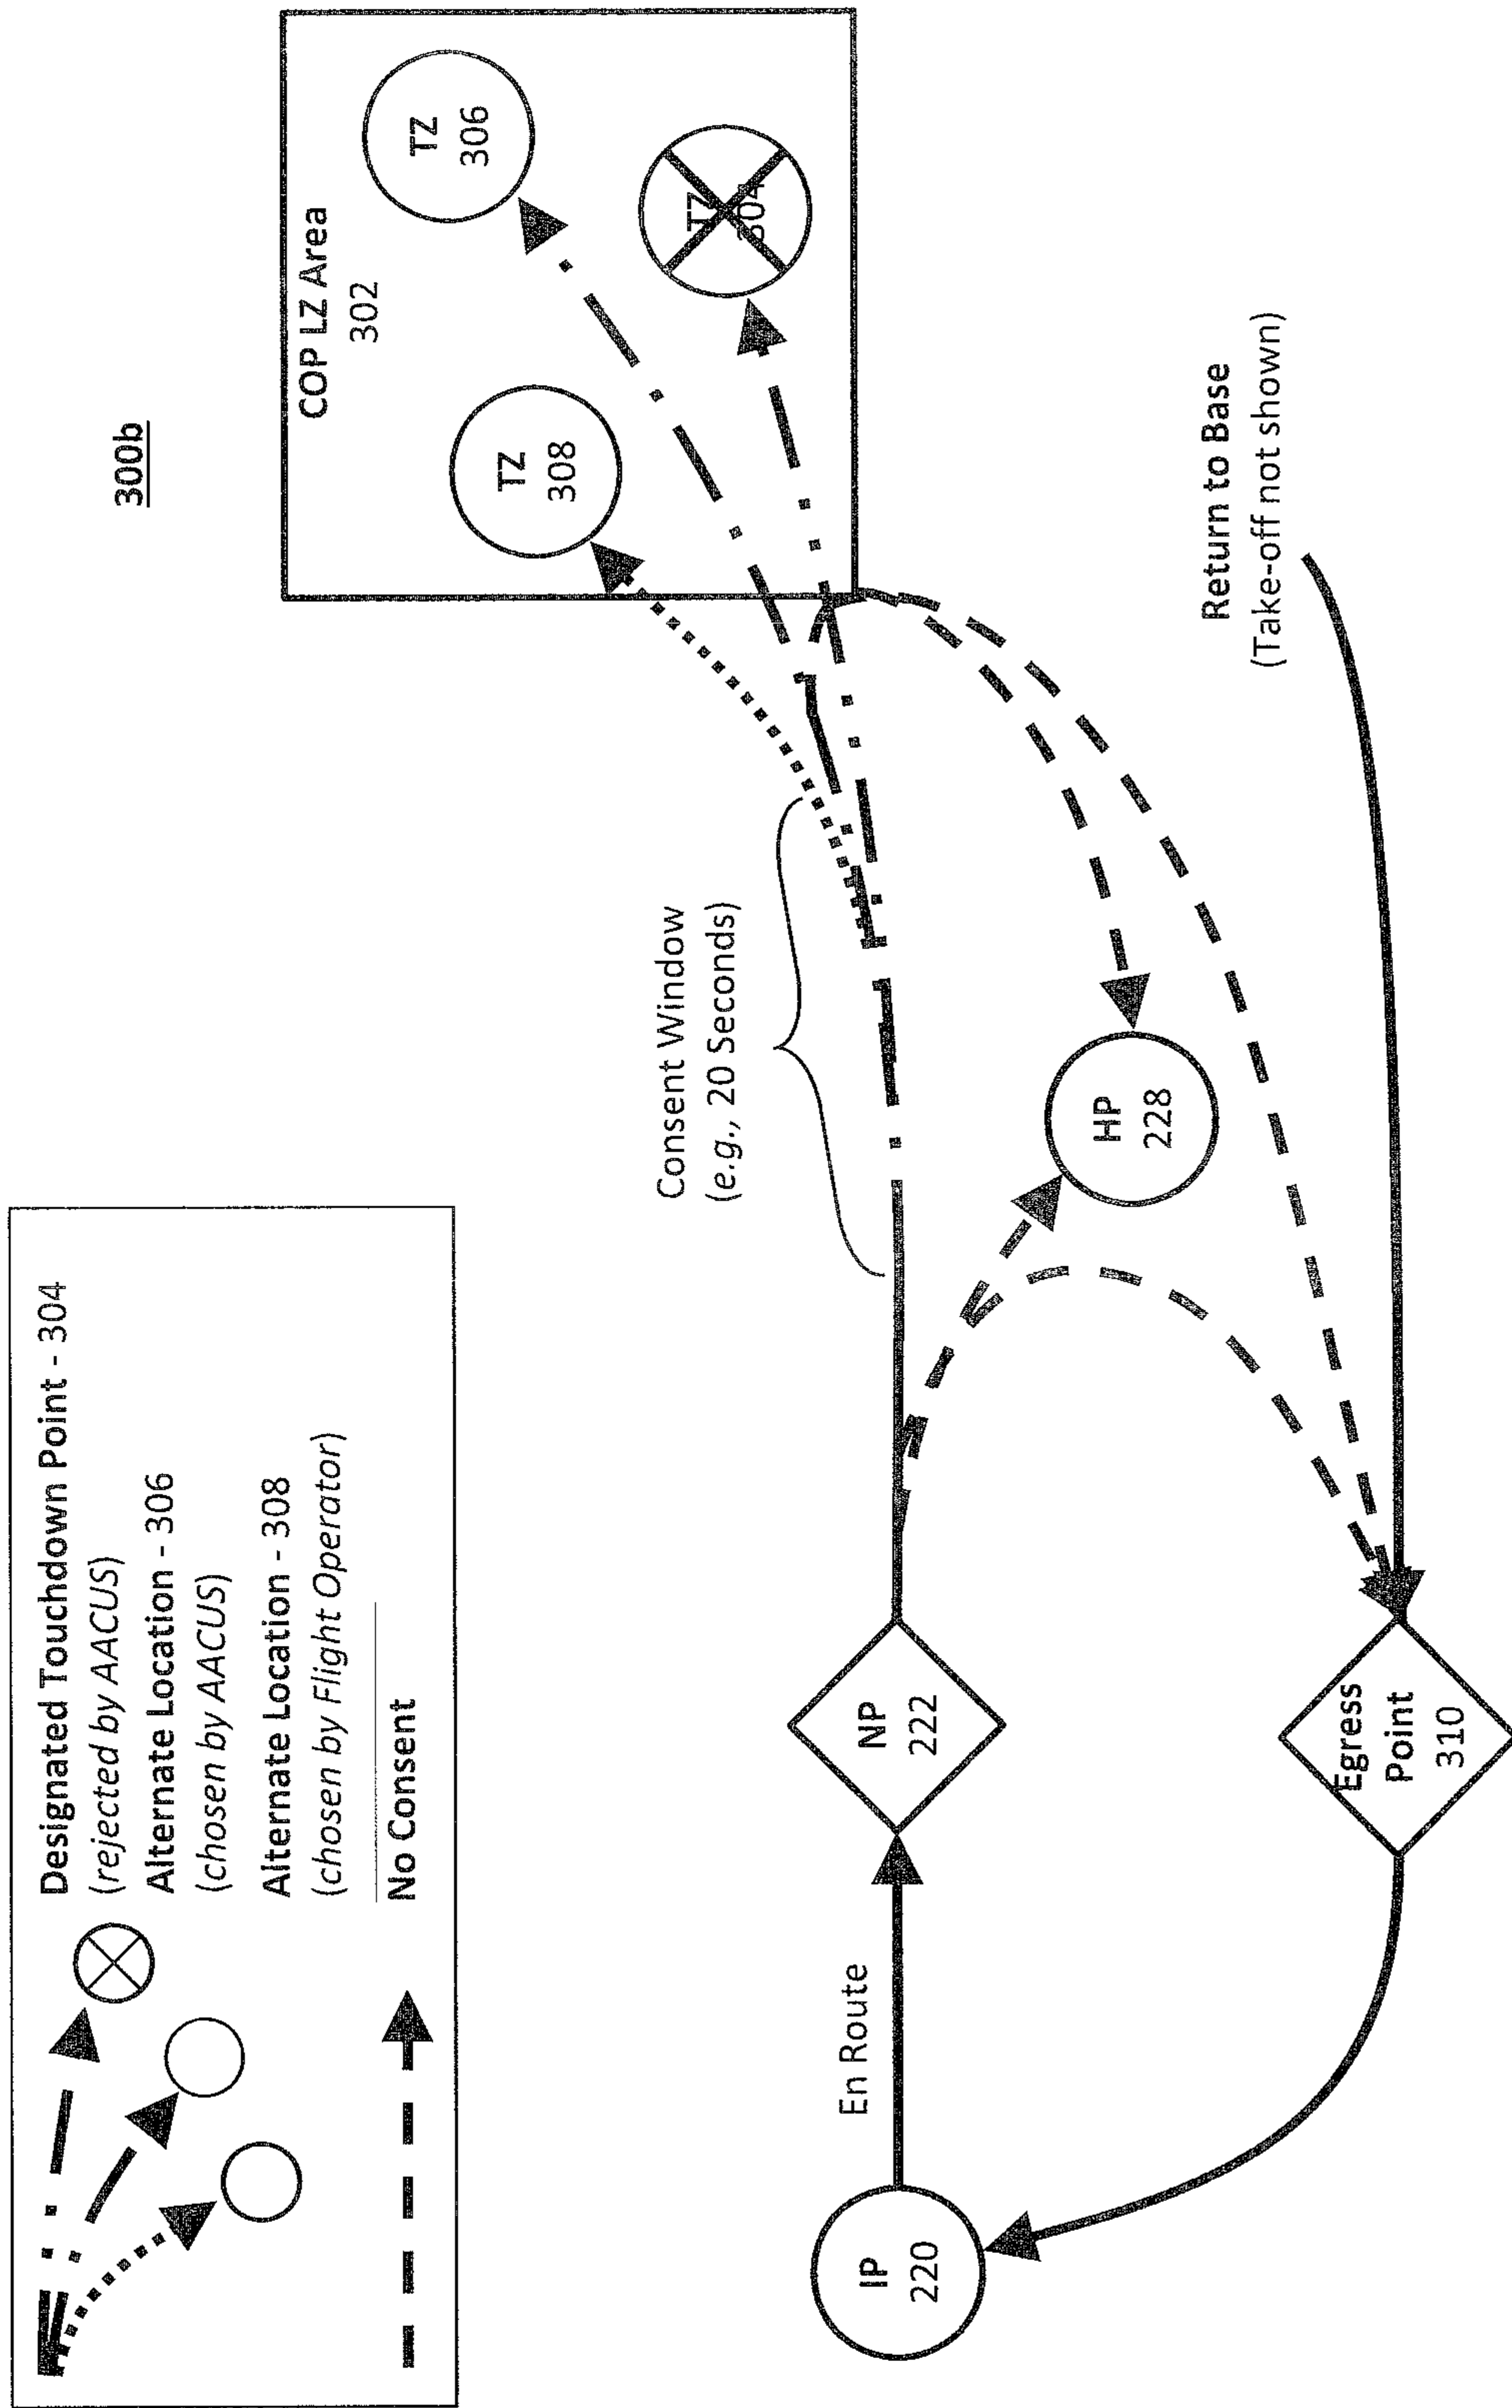 Designated Touchdown Point - 304
(rejected by AACUS)
Alternate Location - 306
(chosen by AACUS)
Alternate Location - 308
(chosen by Flight Operator)
No Consent
300b
COP LZ Area
302
TZ
308
TZ
306
TZ
304
Consent Window
(e.g., 20 Seconds)
En Route
IP
220
NP
222
HP
228
Egress
Point
310
Return to Base
(Take-off not shown)